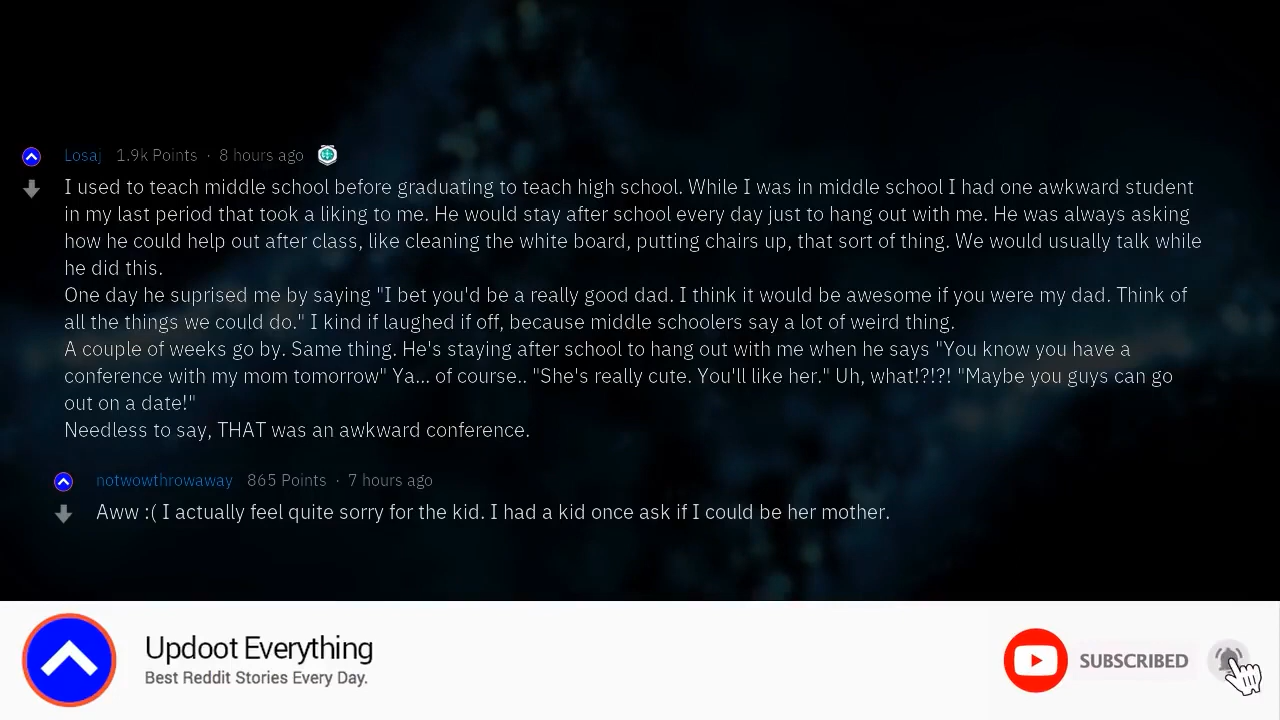 Losaj 1.9k Points · 8 hours ago
I used to teach middle school before graduating to teach high school. While I was in middle school I had one awkward student
in my last period that took a liking to me. He would stay after school every day just to hang out with me. He was always asking
how he could help out after class, like cleaning the white board, putting chairs up, that sort of thing. We would usually talk while
he did this.
One day he suprised me by saying "I bet you'd be a really good dad. I think it would be awesome if you were my dad. Think of
all the things we could do." I kind if laughed if off, because middle schoolers say a lot of weird thing.
A couple of weeks go by. Same thing. He's staying after school to hang out with me when he says "You know you have a
conference with my mom tomorrow" Ya... of course.. "She's really cute. You'll like her." Uh, what!?!?! "Maybe you guys can go
out on a date!"
Needless to say, THAT was an awkward conference.
notwowthrowaway 865 Points · 7 hours ago
Aww :( I actually feel quite sorry for the kid. I had a kid once ask if I could be her mother.
Updoot Everything
Best Reddit Stories Every Day.
SUBSCRIBED